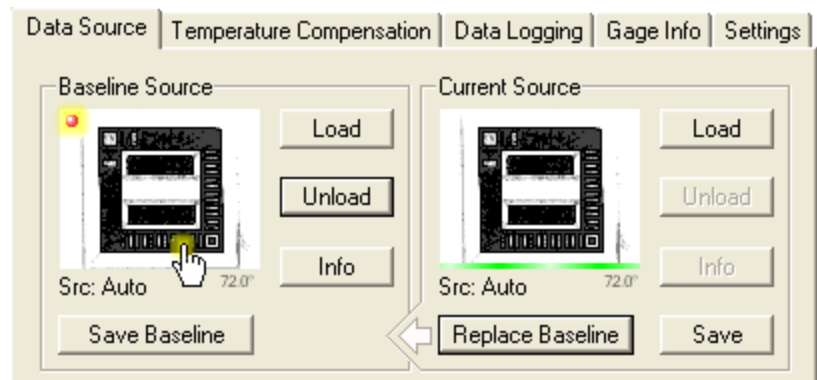 Data Source Temperature Compensation Data Logging Gage Info Settings
Baseline Source
Load
Unload
Info
Src: Auto 72.0°
Save Baseline
Current Source
Load
Unload
Info
Src: Auto 72.0°
Replace Baseline Save